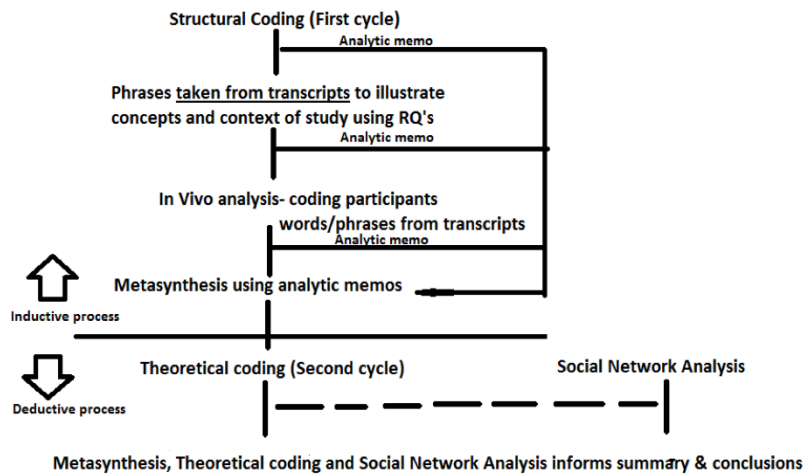 Structural Coding (First cycle)
Analytic memo
Phrases taken from transcripts to illustrate
concepts and context of study using RQ's
Analytic memo
In Vivo analysis- coding participants
words/phrases from transcripts
Analytic memo
Metasynthesis using analytic memos
Inductive process
Theoretical coding (Second cycle)
Social Network Analysis
Deductive process
Metasynthesis, Theoretical coding and Social Network Analysis informs summary & conclusions